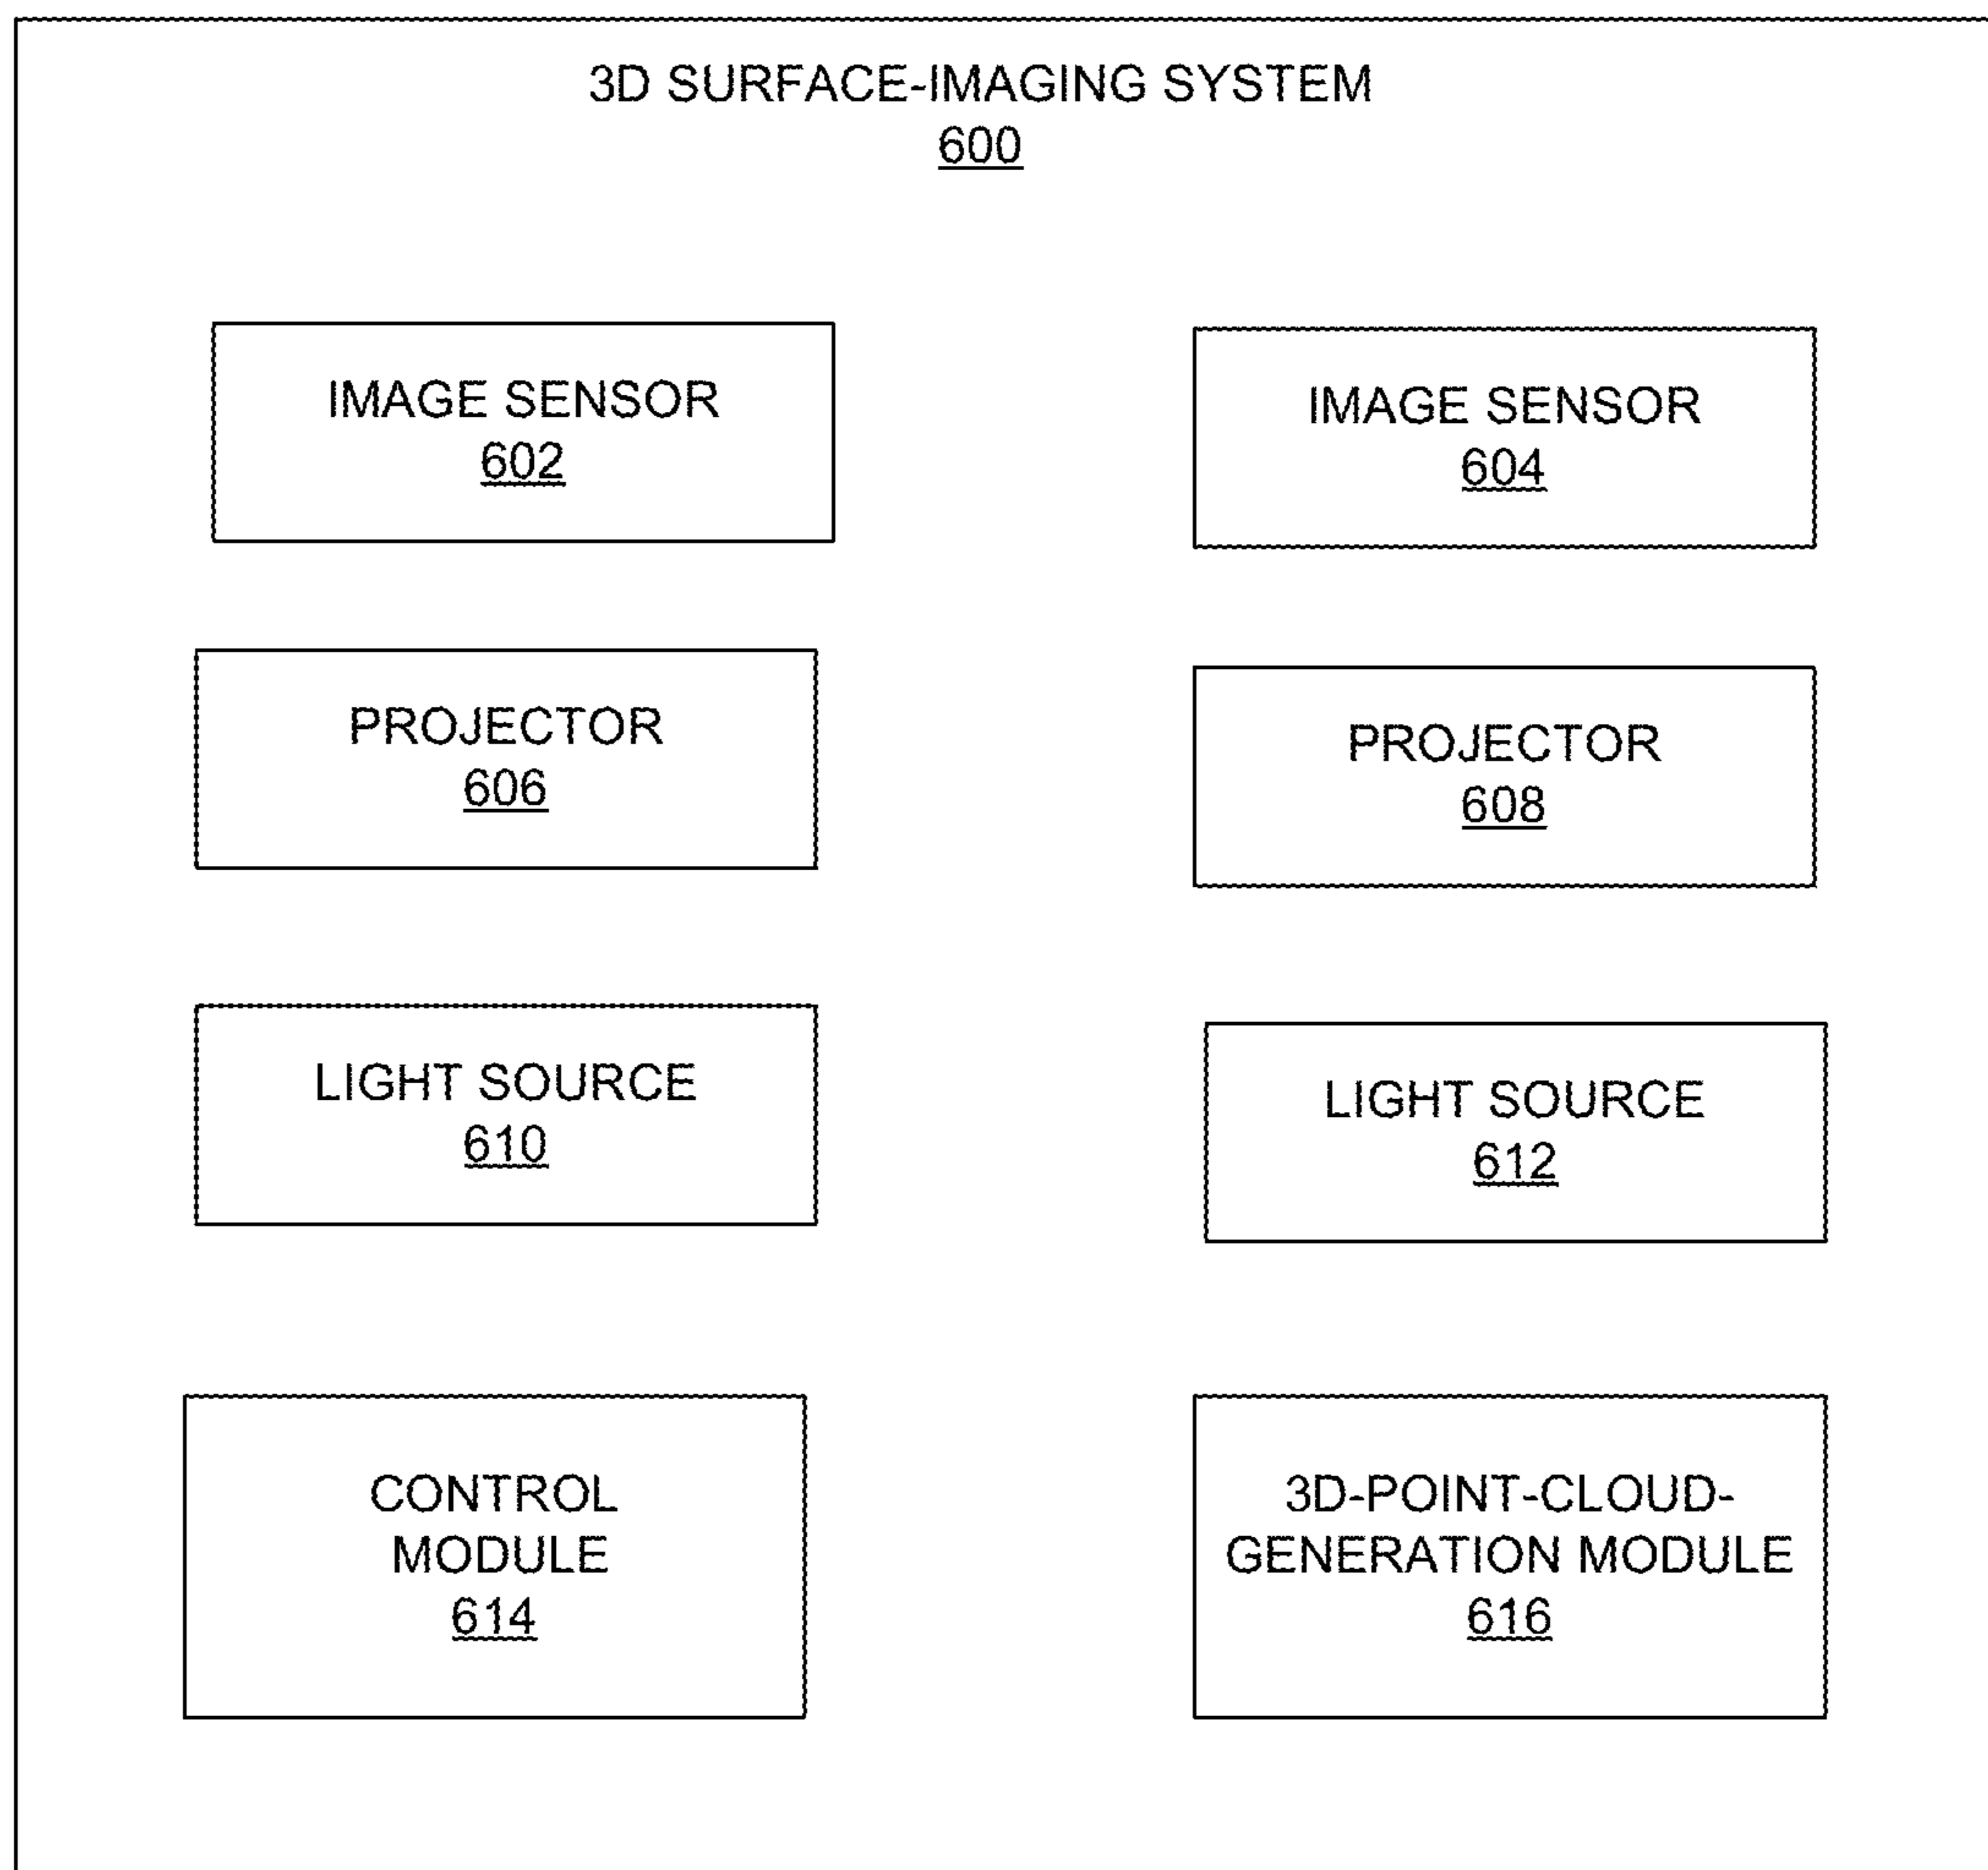 3D SURFACE-IMAGING SYSTEM
600
IMAGE SENSOR
602
IMAGE SENSOR
604
PROJECTOR
606
PROJECTOR
608
LIGHT SOURCE
610
LIGHT SOURCE
612
CONTROL
MODULE
614
3D-POINT-CLOUD-
GENERATION MODULE
616